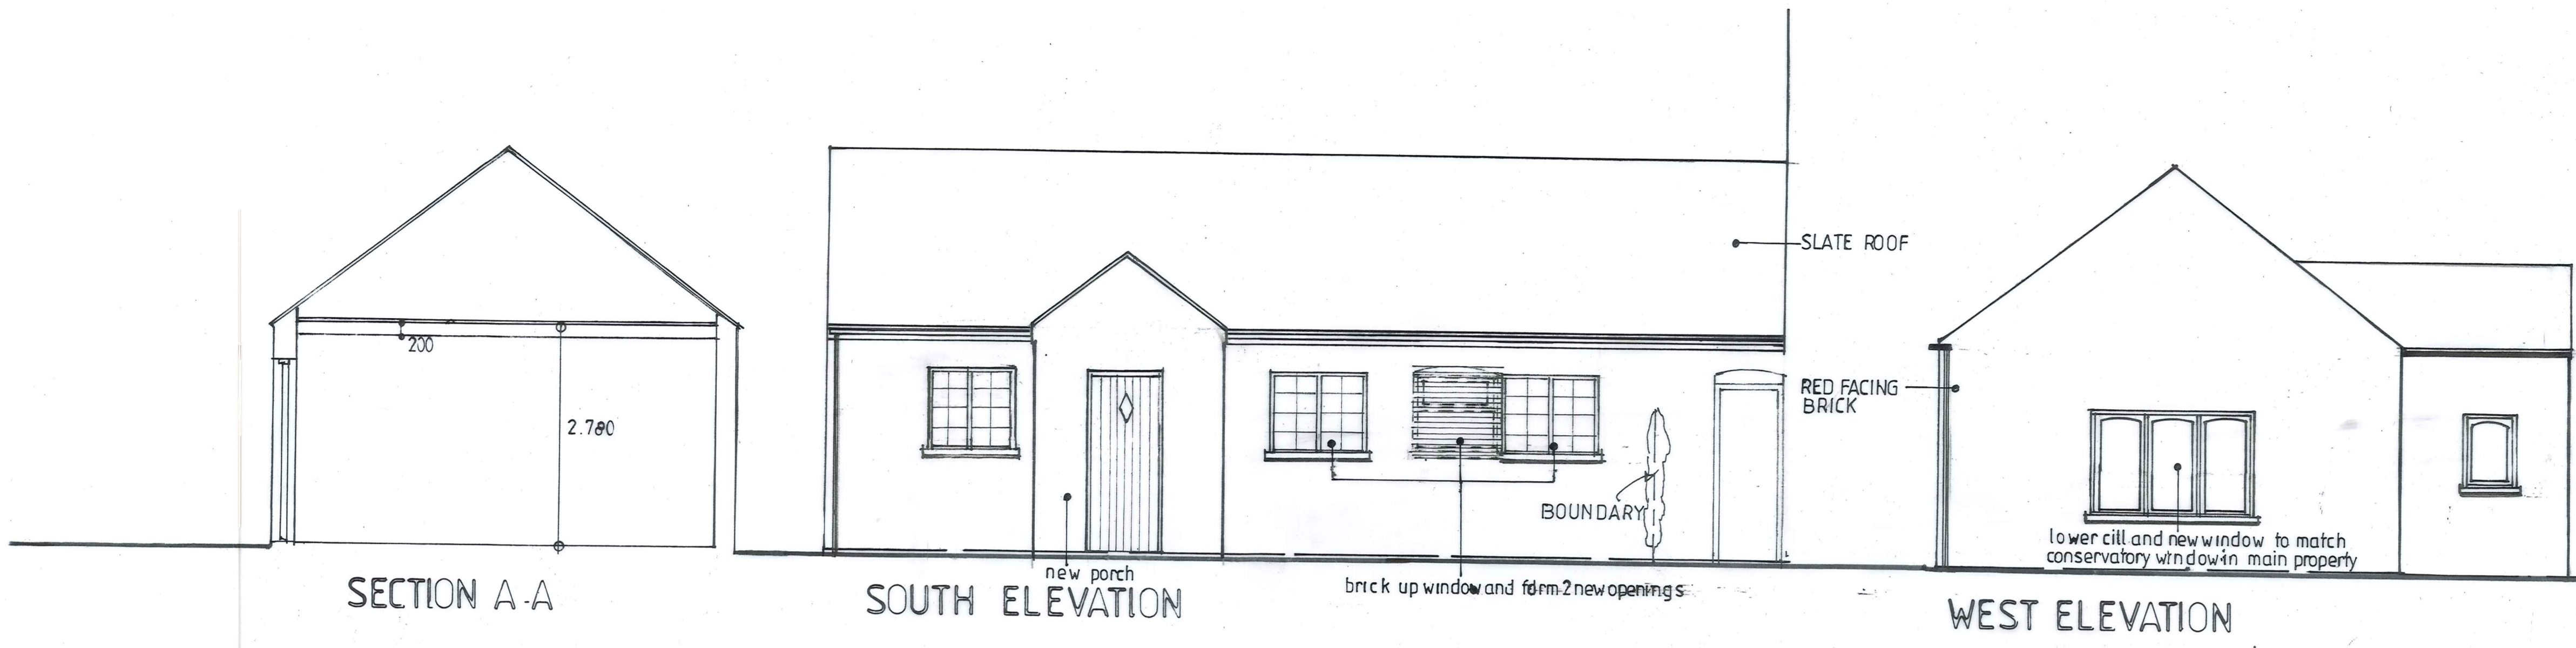 200
2.780
SECTION A-A
SLATE ROOF
BOUNDARY
new porch
brick up window and form 2 new openings
SOUTH ELEVATION
RED FACING
BRICK
lower cill and new window to match
conservatory window in main property
WEST ELEVATION